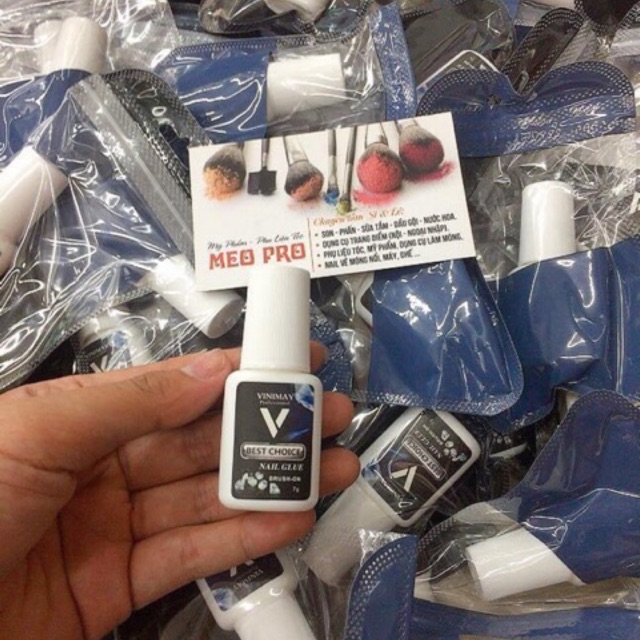 Mỹ Phẩm - Phụ Liệu Tóc
MEO PRO
Chuyên bán Sỉ & Lẻ:
• SON - PHẤN - SỮA TẮM - DẦU GỘI - NƯỚC HOA.
• DỤNG CỤ TRANG ĐIỂM (NỘI - NGOẠI NHẬP).
• PHỤ LIỆU TÓC, MỸ PHẨM, DỤNG CỤ LÀM MÓNG,
• NAIL VẼ MÓNG NỔI, MÁY, GHẾ ...
VINIMAY
V
BEST CHOICE
NAIL GLUE
BRUSH-ON
7g